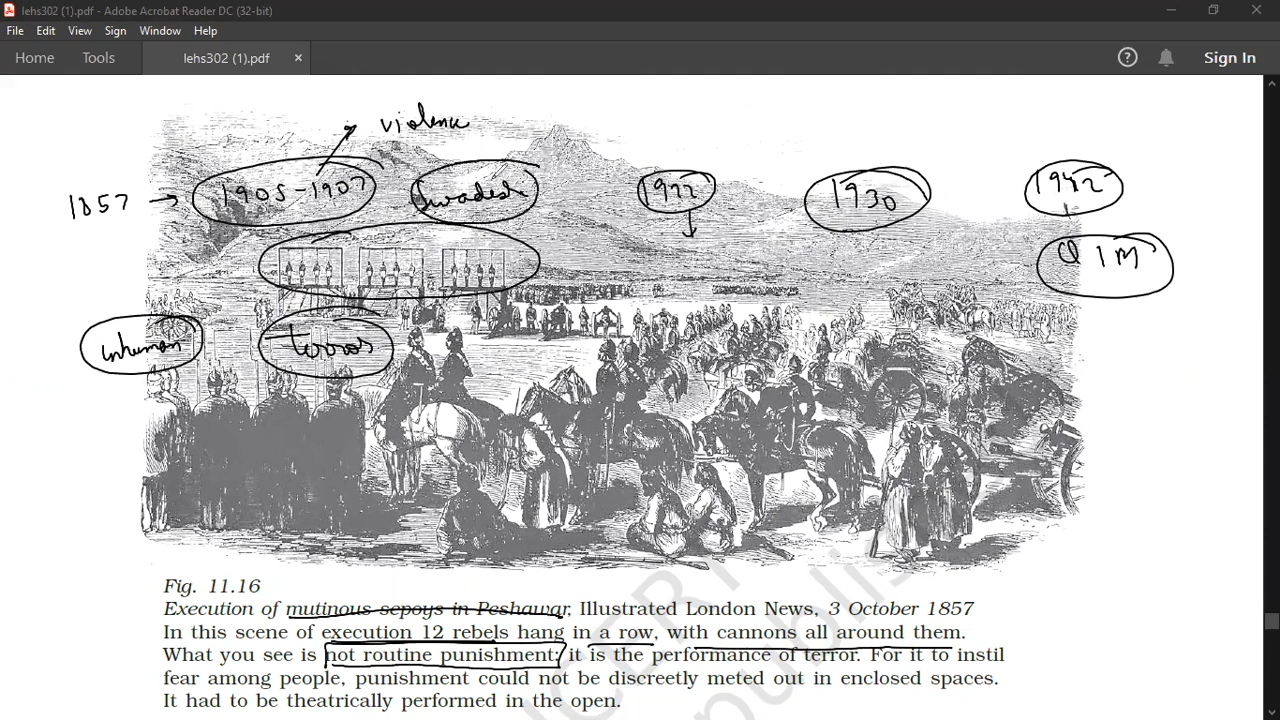 lehs302 (1).pdf - Adobe Acrobat Reader DC (32-bit)
File Edit View Sign Window Help
Home Tools lehs302 (1).pdf × ? Sign In
violence
1857 → 1905-1907 Swadesh 1922 1930 1942
Q I M
inhuman terror
Fig. 11.16
Execution of mutinous sepoys in Peshawar, Illustrated London News, 3 October 1857
In this scene of execution 12 rebels hang in a row, with cannons all around them.
What you see is not routine punishment; it is the performance of terror. For it to instil
fear among people, punishment could not be discreetly meted out in enclosed spaces.
It had to be theatrically performed in the open.